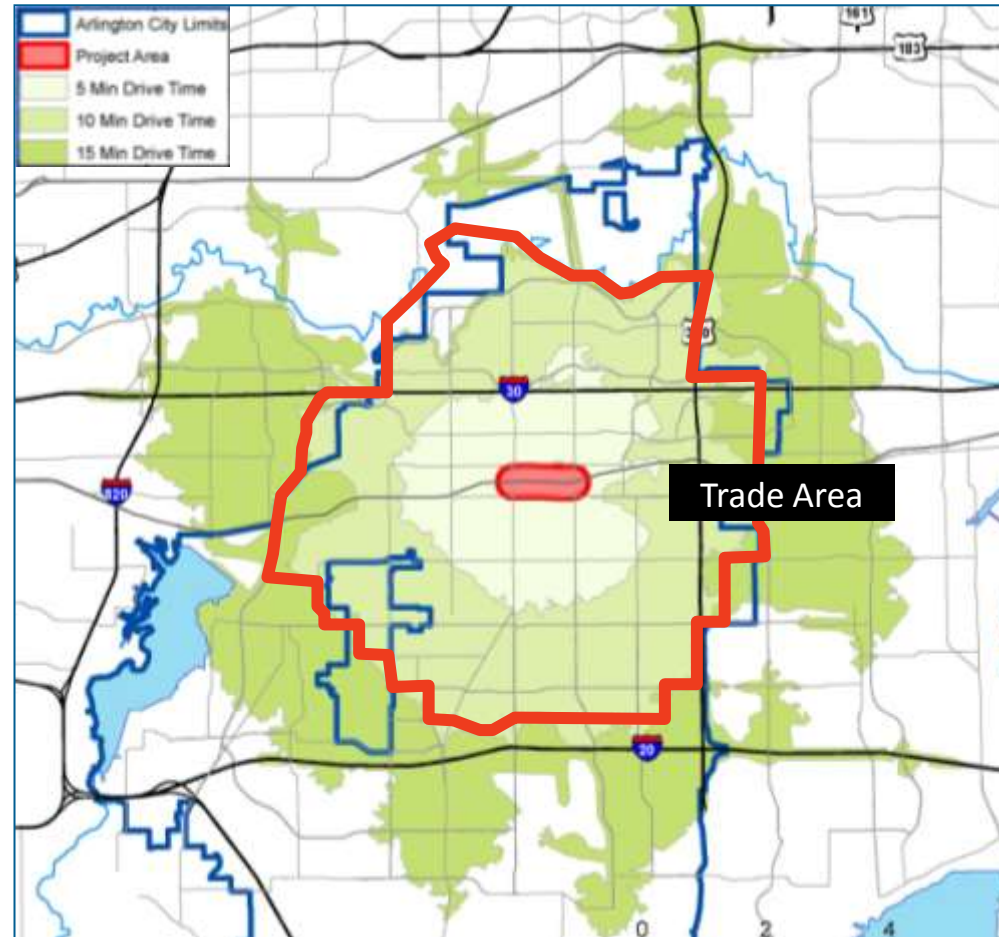 Arlington City Limits
Project Area
5 Min Drive Time
10 Min Drive Time
15 Min Drive Time
161
183
30
820
Trade Area
20
0 2 4